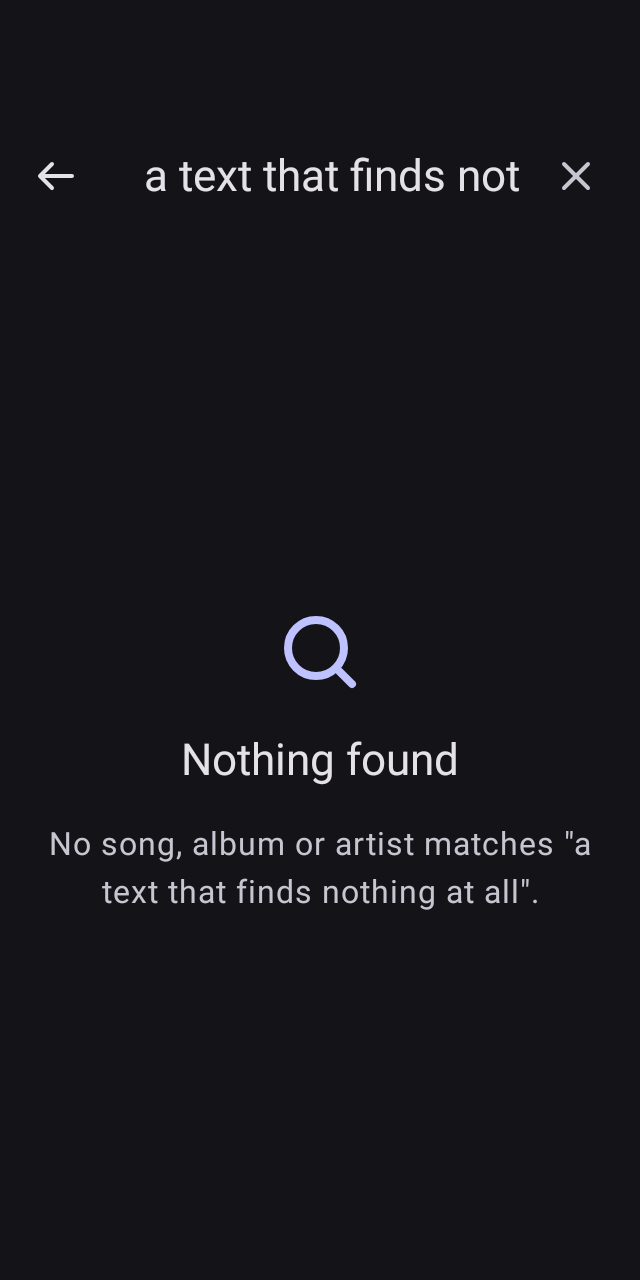 a text that finds not
Nothing found
No song, album or artist matches "a
text that finds nothing at all".